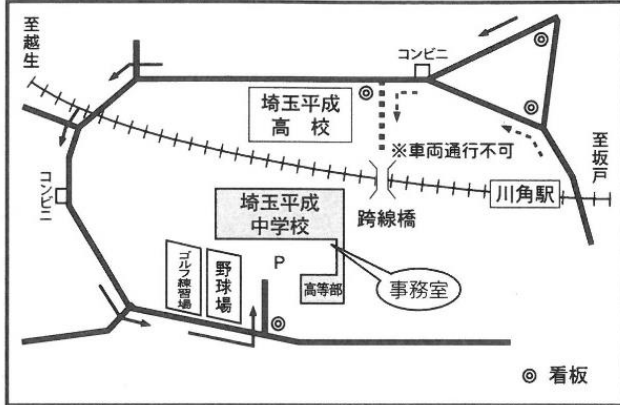 至越生
コンビニ
埼玉平成
高校
※車両通行不可
至坂戸
川角駅
跨線橋
コンビニ
埼玉平成
中学校
ゴルフ練習場
野球場
P
高等部
事務室
◎ 看板